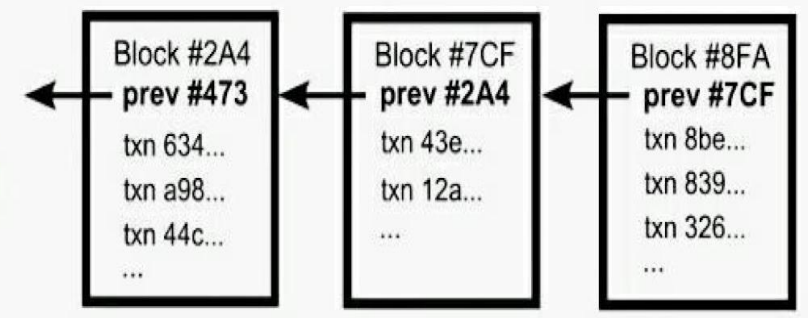 Block #2A4
prev #473
txn 634...
txn a98...
txn 44c...
...
Block #7CF
prev #2A4
txn 43e...
txn 12a...
...
Block #8FA
prev #7CF
txn 8be...
txn 839...
txn 326...
...